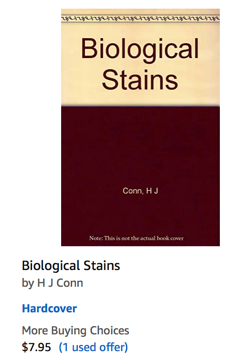 Biological
Stains
Conn, H J
Note: This is not the actual book cover
Biological Stains
by H J Conn
Hardcover
More Buying Choices
$7.95 (1 used offer)